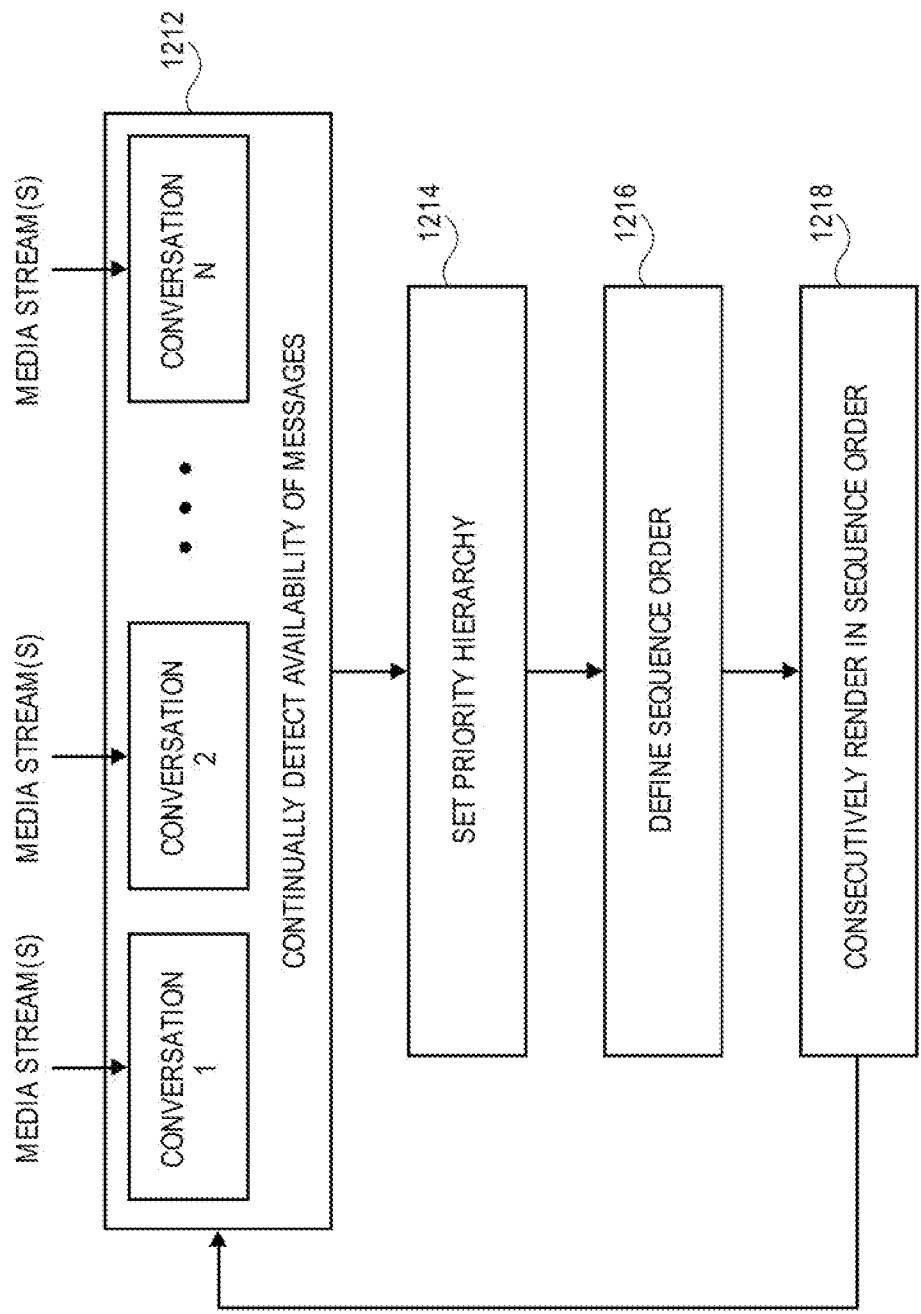 MEDIA STREAM(S)
MEDIA STREAM(S)
MEDIA STREAM(S)
CONVERSATION
1
CONVERSATION
2
CONVERSATION
N
CONTINUALLY DETECT AVAILABILITY OF MESSAGES
1212
SET PRIORITY HIERARCHY
1214
DEFINE SEQUENCE ORDER
1216
CONSECUTIVELY RENDER IN SEQUENCE ORDER
1218